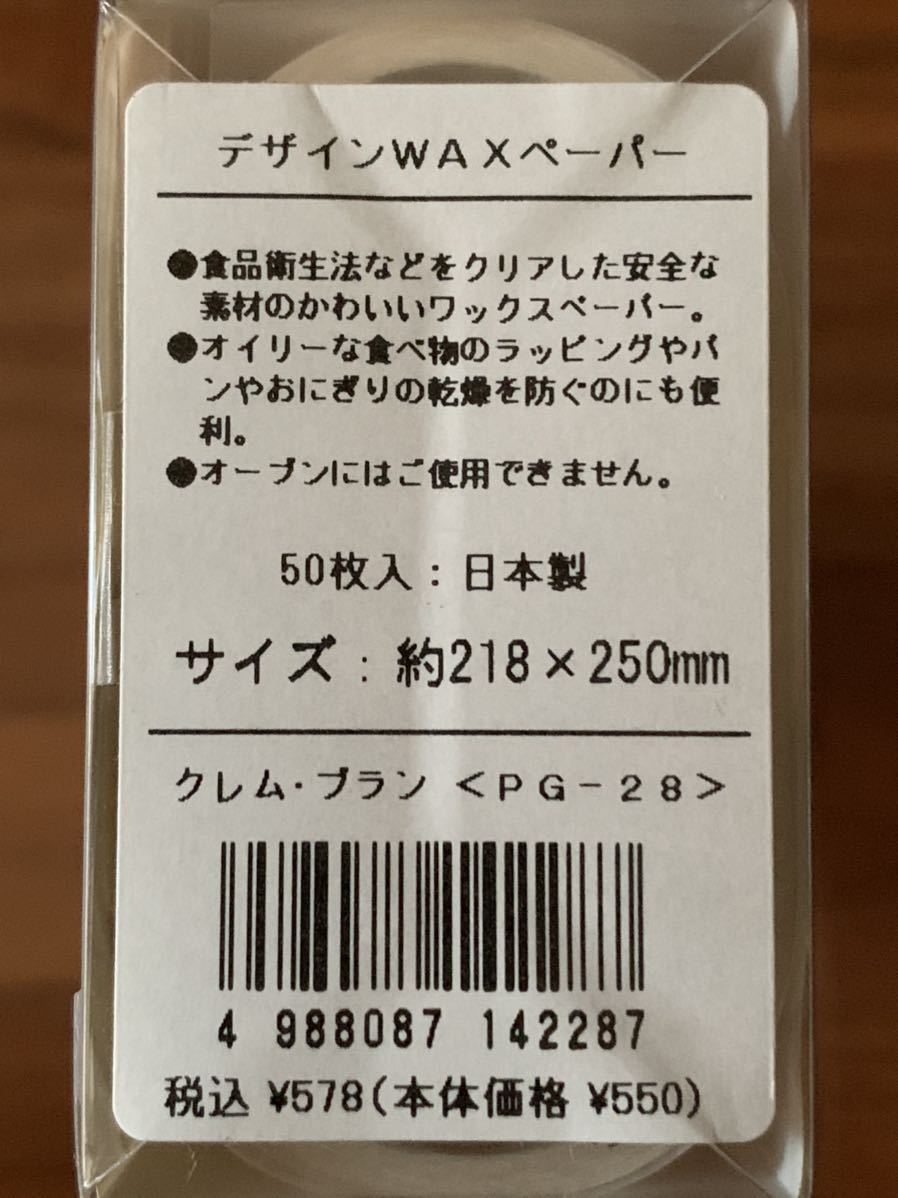 デザインWAXペーパー
●食品衛生法などをクリアした安全な
素材のかわいいワックスペーパー。
●オイリーな食べ物のラッピングやパ
ンやおにぎりの乾燥を防ぐのにも便
利。
●オーブンにはご使用できません。
50枚入：日本製
サイズ：約218×250mm
クレム・ブラン＜PG－28＞
4 988087 142287
税込 ¥578(本体価格 ¥550)